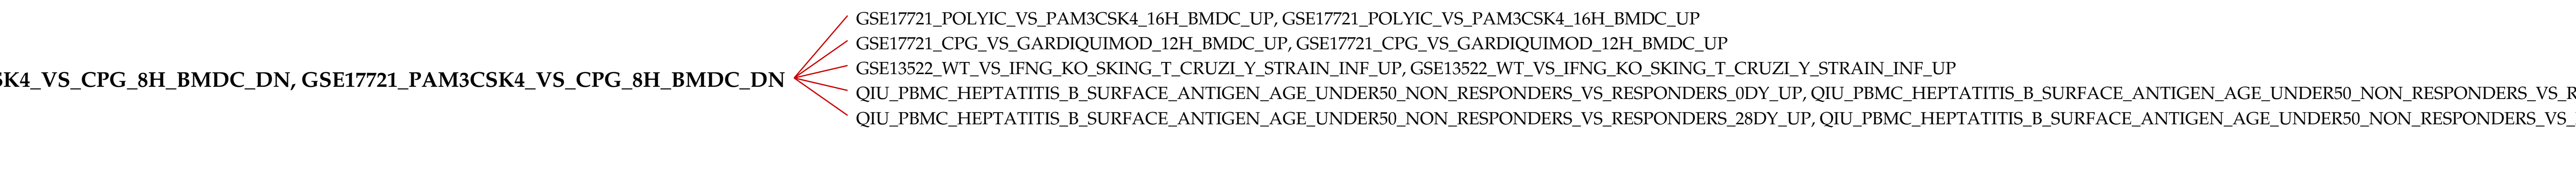 GSE17721_POLYIC_VS_PAM3CSK4_16H_BMDC_UP, GSE17721_POLYIC_VS_PAM3CSK4_16H_BMDC_UP
GSE17721_CPG_VS_GARDIQUIMOD_12H_BMDC_UP, GSE17721_CPG_VS_GARDIQUIMOD_12H_BMDC_UP
GSE13522_WT_VS_IFNG_KO_SKING_T_CRUZI_Y_STRAIN_INF_UP, GSE13522_WT_VS_IFNG_KO_SKING_T_CRUZI_Y_STRAIN_INF_UP
SK4_VS_CPG_8H_BMDC_DN, GSE17721_PAM3CSK4_VS_CPG_8H_BMDC_DN
QIU_PBMC_HEPTATITIS_B_SURFACE_ANTIGEN_AGE_UNDER50_NON_RESPONDERS_VS_RESPONDERS_0DY_UP, QIU_PBMC_HEPTATITIS_B_SURFACE_ANTIGEN_AGE_UNDER50_NON_RESPONDERS_VS_R
QIU_PBMC_HEPTATITIS_B_SURFACE_ANTIGEN_AGE_UNDER50_NON_RESPONDERS_VS_RESPONDERS_28DY_UP, QIU_PBMC_HEPTATITIS_B_SURFACE_ANTIGEN_AGE_UNDER50_NON_RESPONDERS_VS_